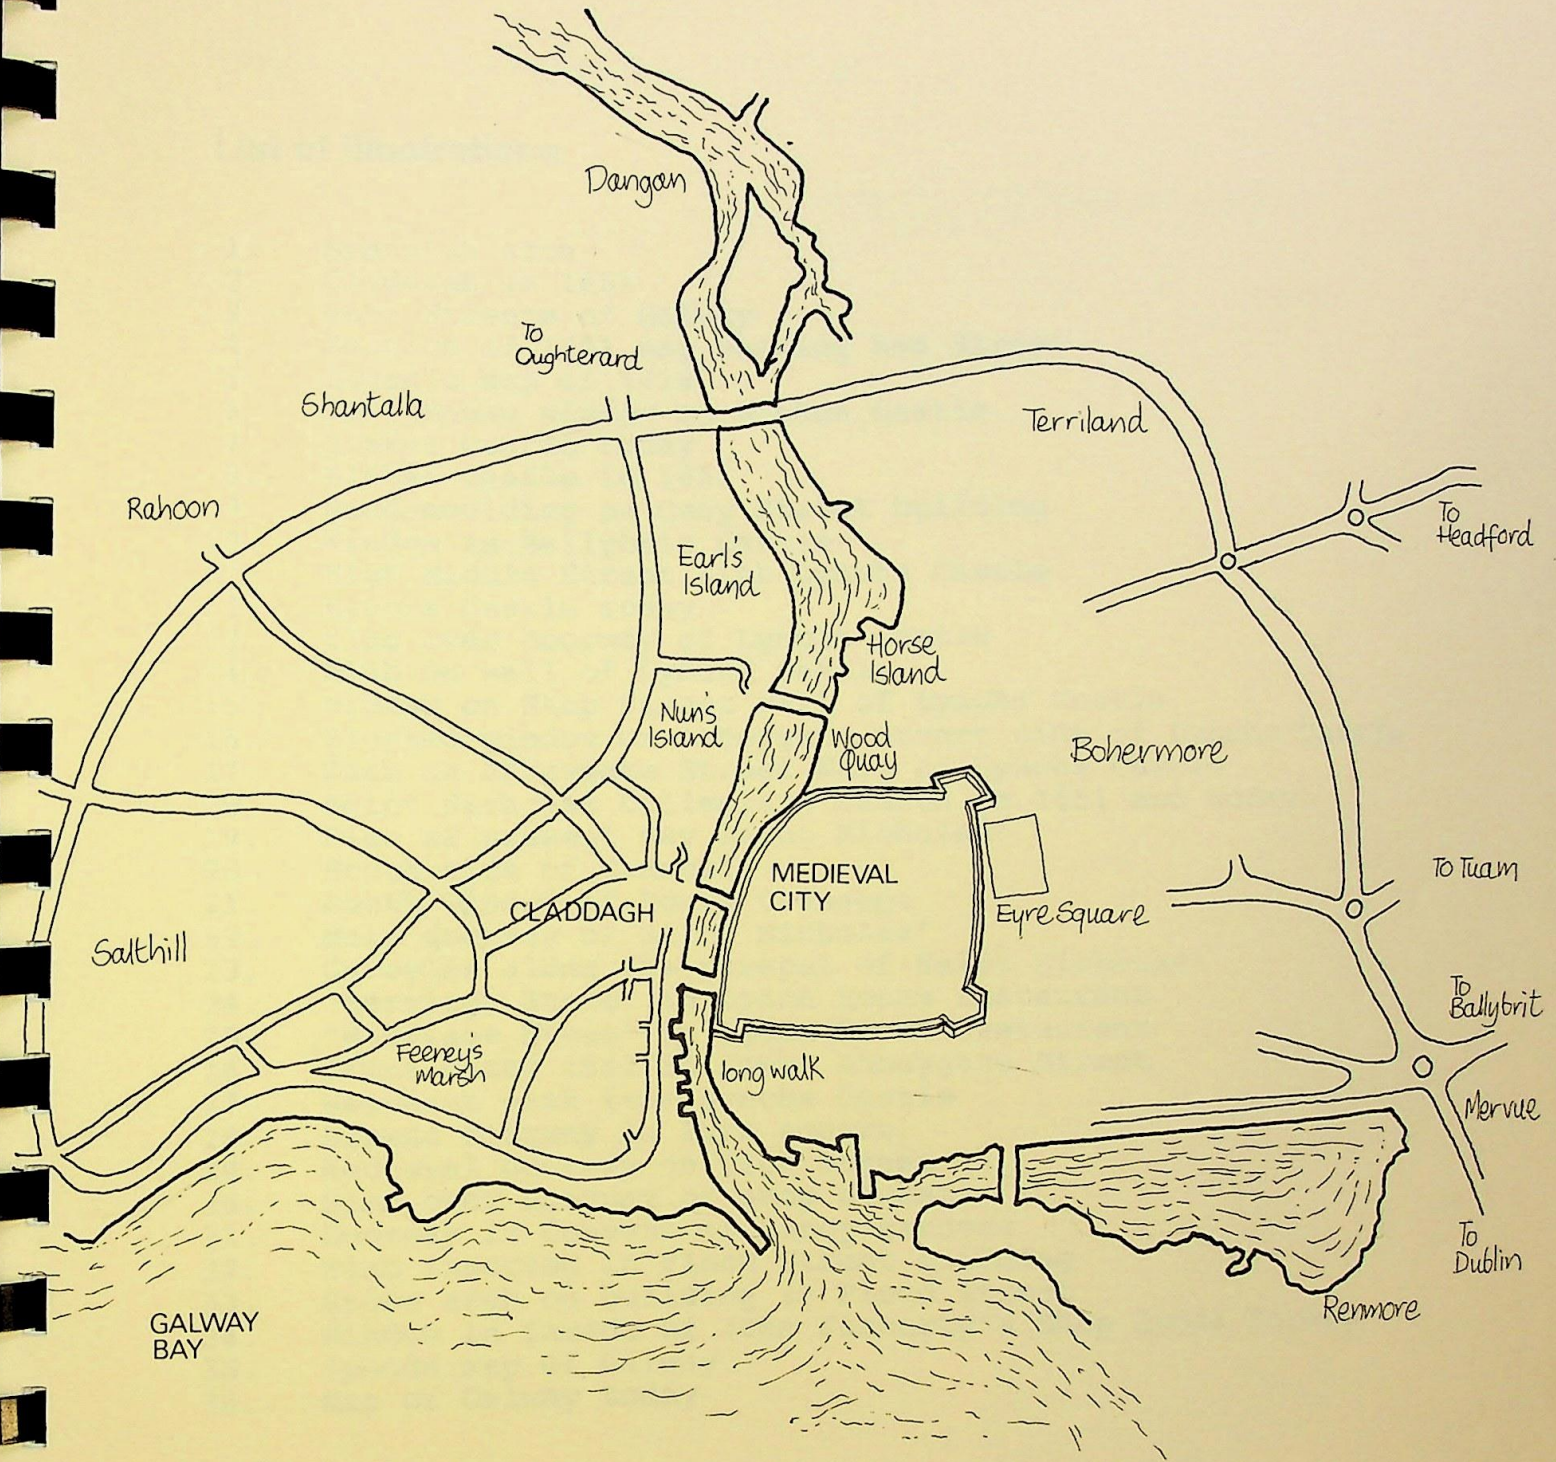 Dangan
To
Oughterard
Shantalla
Terriland
Rahoon
To
Headford
Earl's
Island
Horse
Island
Nun's
Island
Wood
Quay
Bohermore
MEDIEVAL
CITY
To Tuam
CLADDAGH
Eyre Square
Salthill
To
Ballybrit
Feeney's
Marsh
long walk
Mervue
To
Dublin
Renmore
GALWAY
BAY